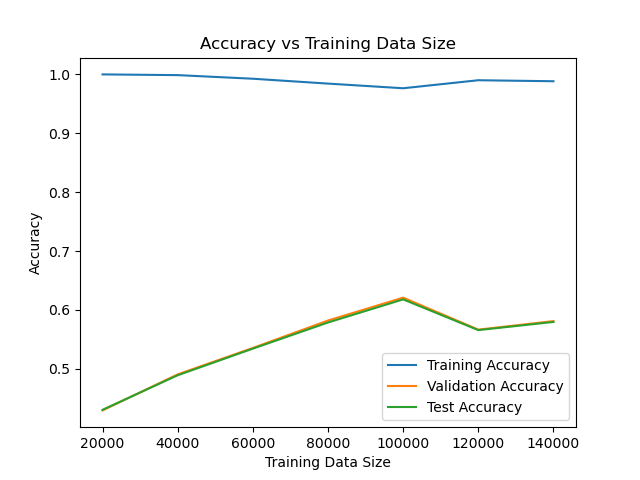 Accuracy vs Training Data Size
1.0
0.9
0.8
0.7
0.6
0.5
Accuracy
Training Accuracy
Validation Accuracy
Test Accuracy
20000 40000 60000 80000 100000 120000 140000
Training Data Size